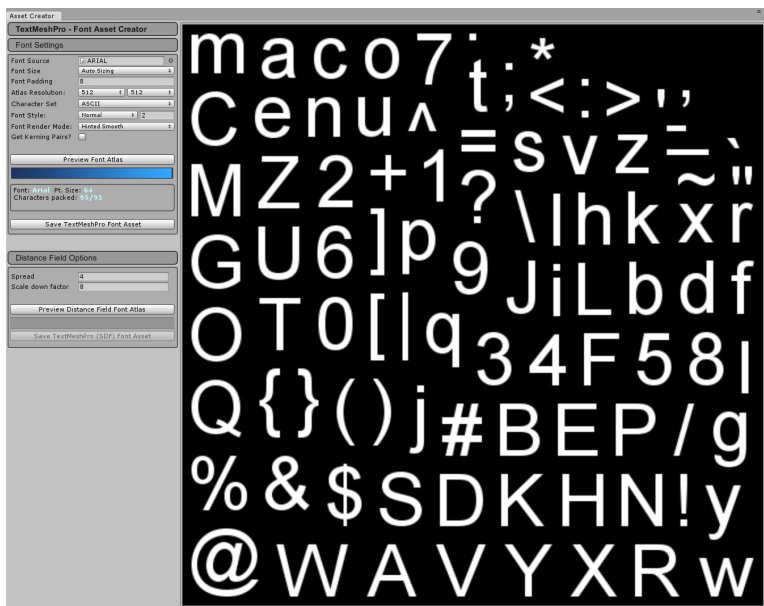 Asset Creator
TextMeshPro - Font Asset Creator
Font Settings
Font Source ARIAL
Font Size Auto Sizing
Font Padding 8
Atlas Resolution: 512 512
Character Set ASCII
Font Style: Normal 2
Font Render Mode: Hinted Smooth
Get Kerning Pairs?
Preview Font Atlas
Font: Arial Pt. Size: 64
Characters packed: 95/95
Save TextMeshPro Font Asset
Distance Field Options
Spread 4
Scale down factor 8
Preview Distance Field Font Atlas
Save TextMeshPro (SDF) Font Asset
m a c o 7 i t ; * < : > ' ,
C e n u ^ = s v z - _ `
M Z 2 + 1 ? \ | h k x ~ r "
G U 6 ] p 9 J i L b d f
O T 0 [ | q 3 4 F 5 8 l
Q { } ( ) j # B E P / g
% & $ S D K H N ! y
@ W A V Y X R w